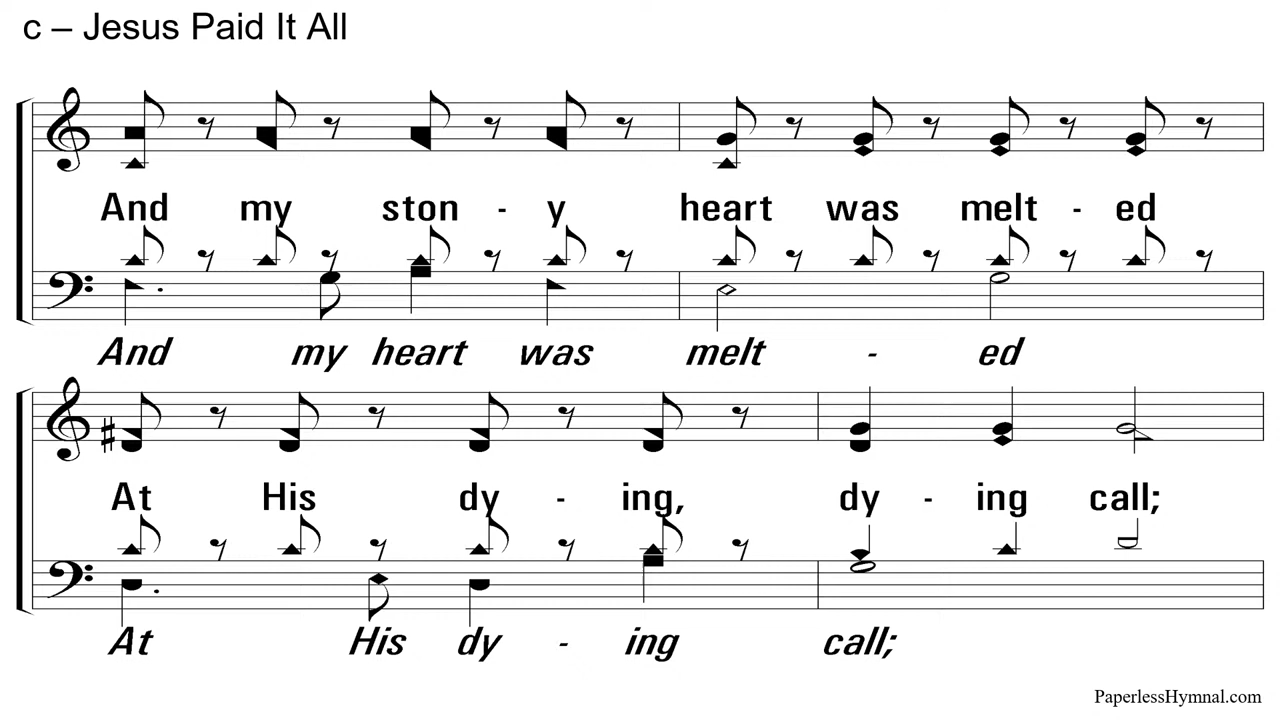 c – Jesus Paid It All
And my ston - y heart was melt - ed
And my heart was melt - ed
At His dy - ing, dy - ing call;
At His dy - ing call;
PaperlessHymnal.com